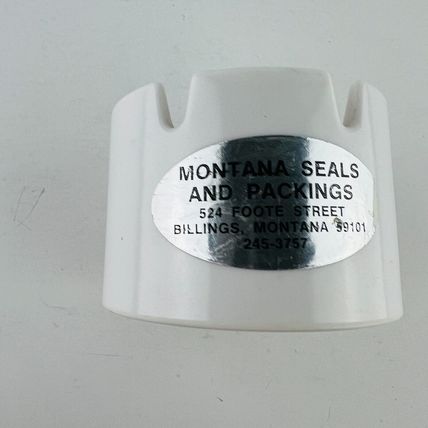 MONTANA SEALS
AND PACKINGS
524 FOOTE STREET
BILLINGS, MONTANA 59101
245-3757